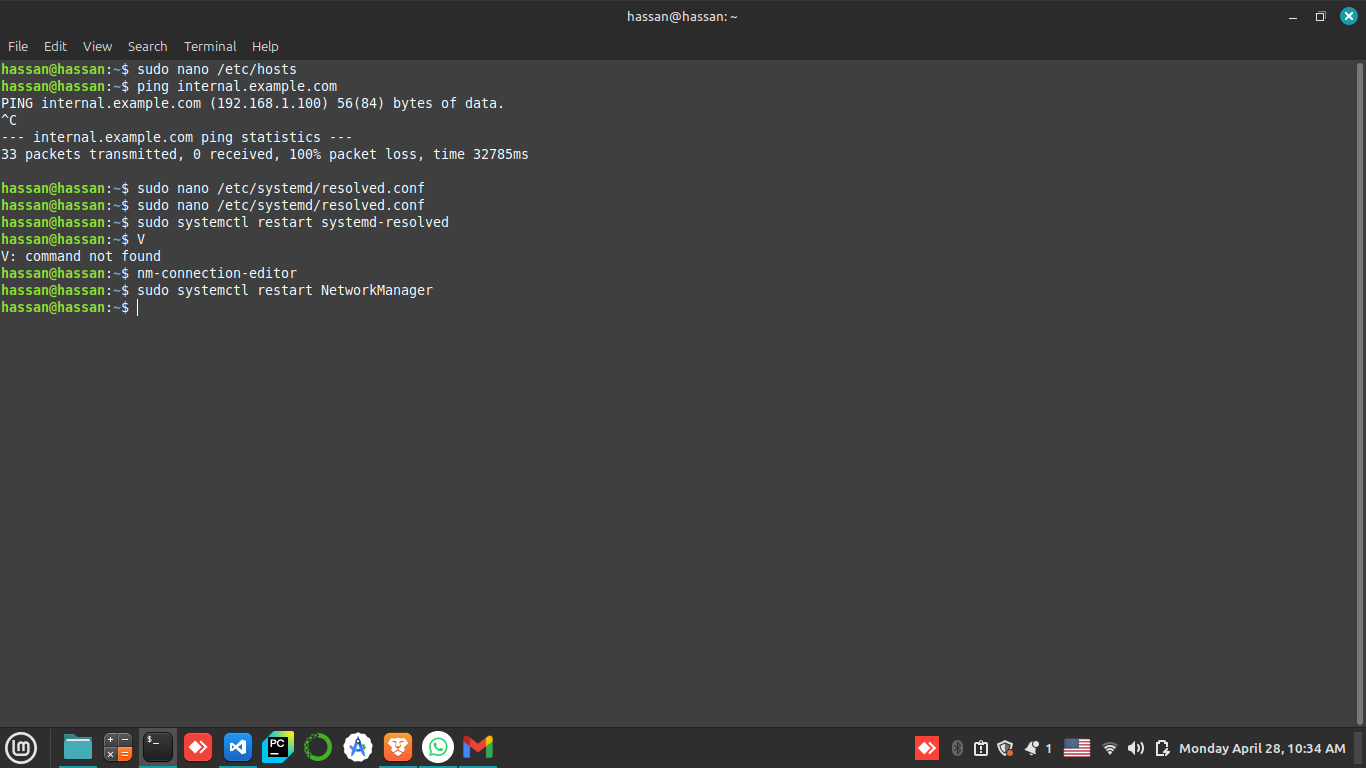 hassan@hassan: ~
File Edit View Search Terminal Help
hassan@hassan:~$ sudo nano /etc/hosts
hassan@hassan:~$ ping internal.example.com
PING internal.example.com (192.168.1.100) 56(84) bytes of data.
^C
--- internal.example.com ping statistics ---
33 packets transmitted, 0 received, 100% packet loss, time 32785ms
hassan@hassan:~$ sudo nano /etc/systemd/resolved.conf
hassan@hassan:~$ sudo nano /etc/systemd/resolved.conf
hassan@hassan:~$ sudo systemctl restart systemd-resolved
hassan@hassan:~$ V
V: command not found
hassan@hassan:~$ nm-connection-editor
hassan@hassan:~$ sudo systemctl restart NetworkManager
hassan@hassan:~$
$_ PC 1 Monday April 28, 10:34 AM